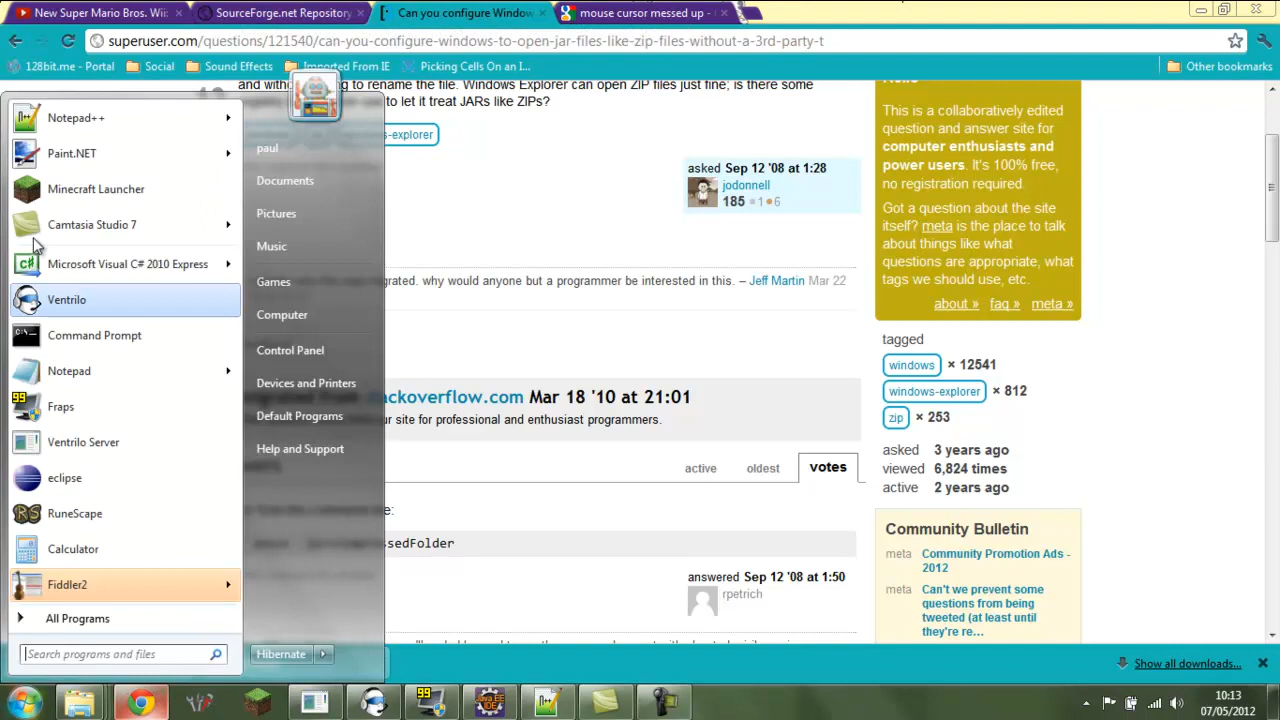 New Super Mario Bros. Wii
SourceForge.net Repository
Can you configure Window
mouse cursor messed up -
superuser.com/questions/121540/can-you-configure-windows-to-open-jar-files-like-zip-files-without-a-3rd-party-t
128bit.me - Portal
Social
Sound Effects
Imported From IE
Picking Cells On an I...
Other bookmarks
to rename the file. Windows Explorer can open ZIP files just fine; is there some
to let it treat JARs like ZIPs?
s-explorer
asked Sep 12 '08 at 1:28
jodonnell
185 1 6
migrated. why would anyone but a programmer be interested in this. – Jeff Martin Mar 22
ckoverflow.com Mar 18 '10 at 21:01
ur site for professional and enthusiast programmers.
active
oldest
votes
ssedFolder
answered Sep 12 '08 at 1:50
rpetrich
This is a collaboratively edited
question and answer site for
computer enthusiasts and
power users. It's 100% free,
no registration required.
Got a question about the site
itself? meta is the place to talk
about things like what
questions are appropriate, what
tags we should use, etc.
about »
faq »
meta »
tagged
windows × 12541
windows-explorer × 812
zip × 253
asked 3 years ago
viewed 6,824 times
active 2 years ago
Community Bulletin
meta Community Promotion Ads -
2012
meta Can't we prevent some
questions from being
tweeted (at least until
they're re…
Notepad++
Paint.NET
Minecraft Launcher
Camtasia Studio 7
Microsoft Visual C# 2010 Express
Ventrilo
Command Prompt
Notepad
99
Fraps
Ventrilo Server
eclipse
RuneScape
Calculator
Fiddler2
All Programs
Search programs and files
paul
Documents
Pictures
Music
Games
Computer
Control Panel
Devices and Printers
Default Programs
Help and Support
Hibernate
Show all downloads...
99
Java EE
IDE
10:13
07/05/2012